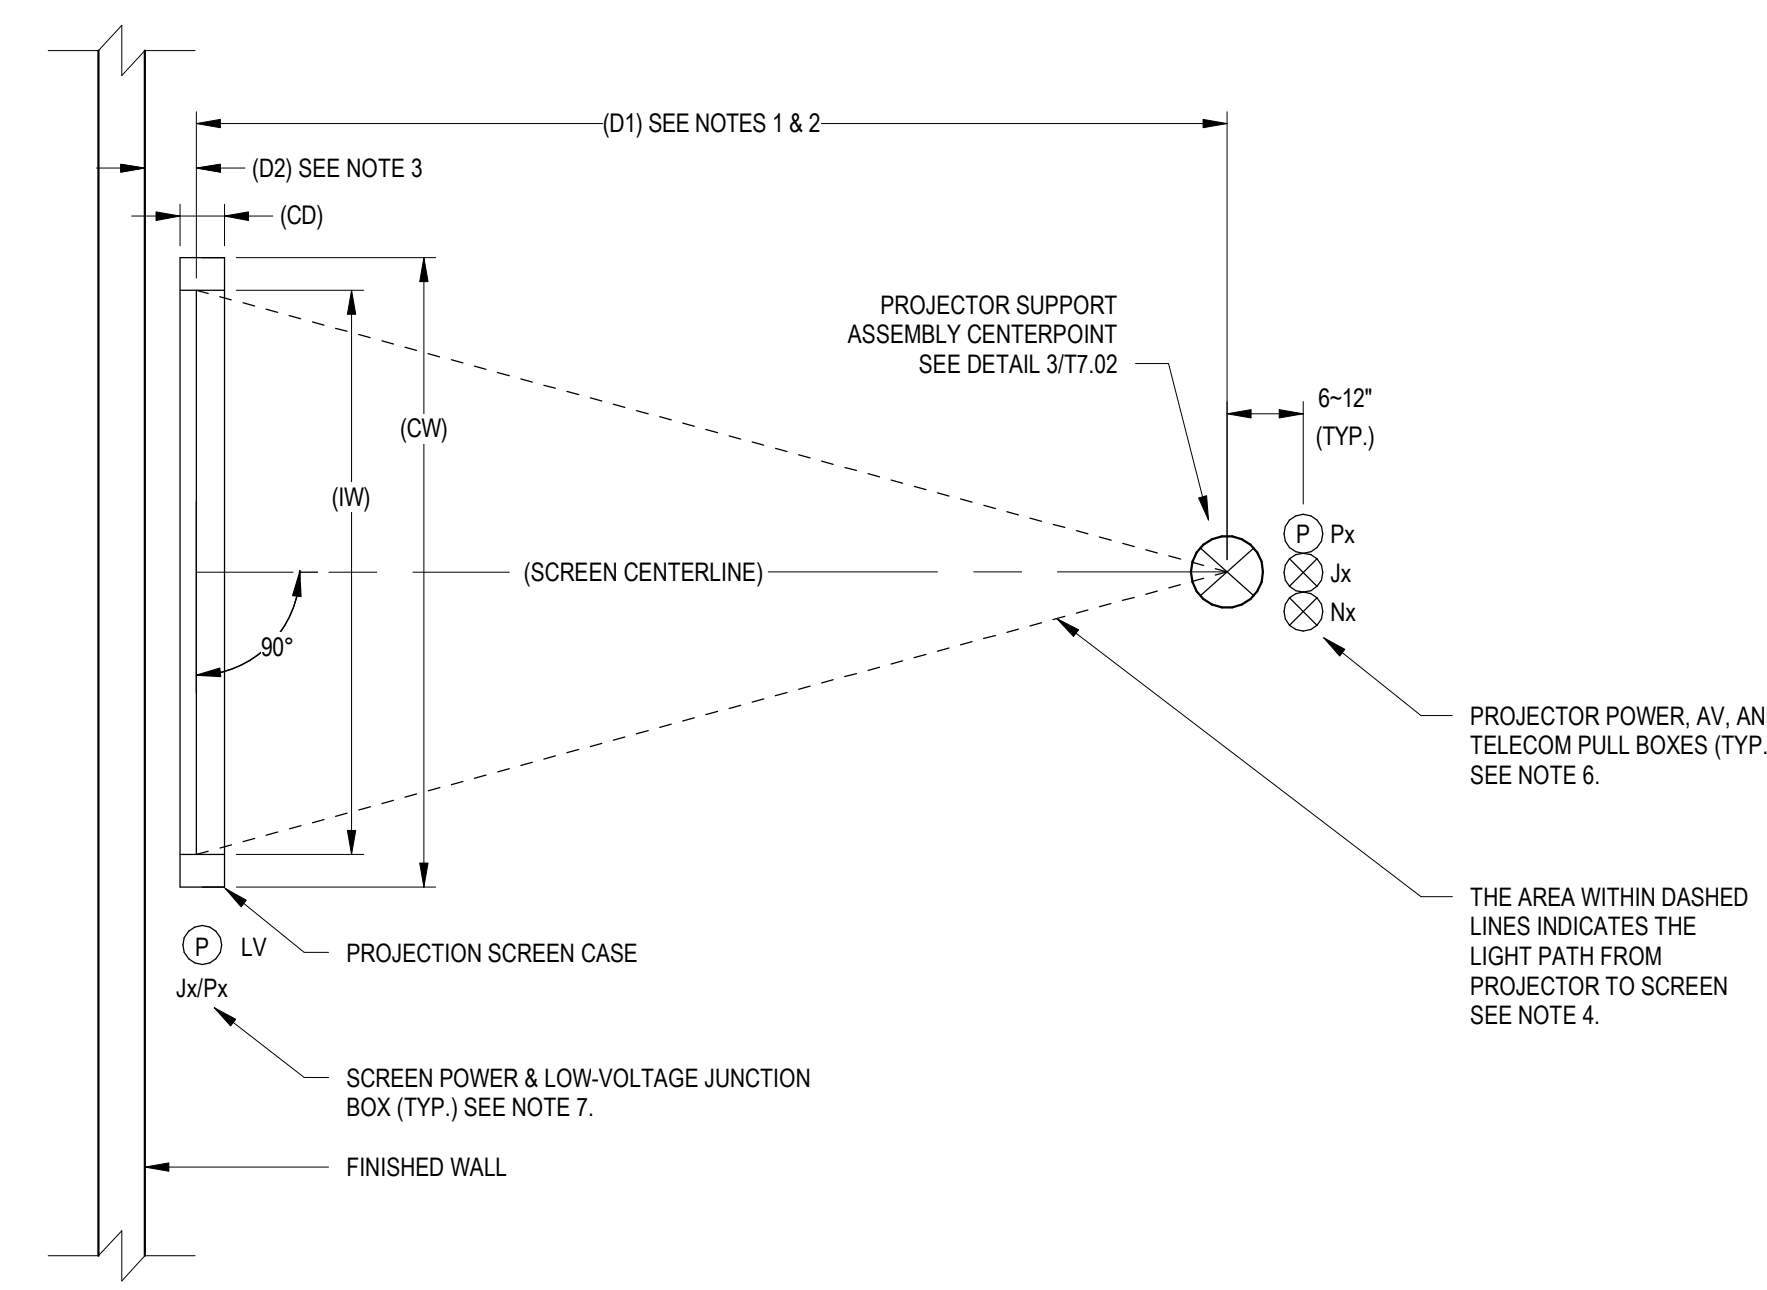 (D1) SEE NOTES 1 & 2
(D2) SEE NOTE 3
(CD)
PROJECTOR SUPPORT
ASSEMBLY CENTERPOINT
SEE DETAIL 3/T7.02
6~12"
(TYP.)
(CW)
(IW)
P Px
(SCREEN CENTERLINE)
Jx
Nx
90°
PROJECTOR POWER, AV, AN
TELECOM PULL BOXES (TYP.
SEE NOTE 6.
THE AREA WITHIN DASHED
LINES INDICATES THE
LIGHT PATH FROM
PROJECTOR TO SCREEN
SEE NOTE 4.
P LV
Jx/Px
PROJECTION SCREEN CASE
SCREEN POWER & LOW-VOLTAGE JUNCTION
BOX (TYP.) SEE NOTE 7.
FINISHED WALL